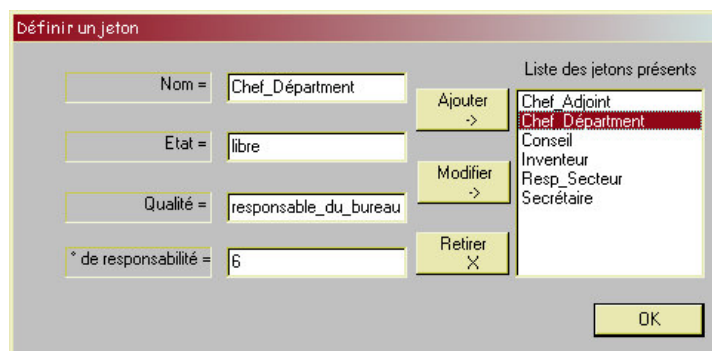 Définir un jeton
Nom =
Chef_Départment
Etat =
libre
Qualité =
responsable_du_bureau
° de responsabilité =
6
Ajouter
->
Modifier
->
Retirer
X
Liste des jetons présents
Chef_Adjoint
Chef_Départment
Conseil
Inventeur
Resp_Secteur
Secrétaire
OK